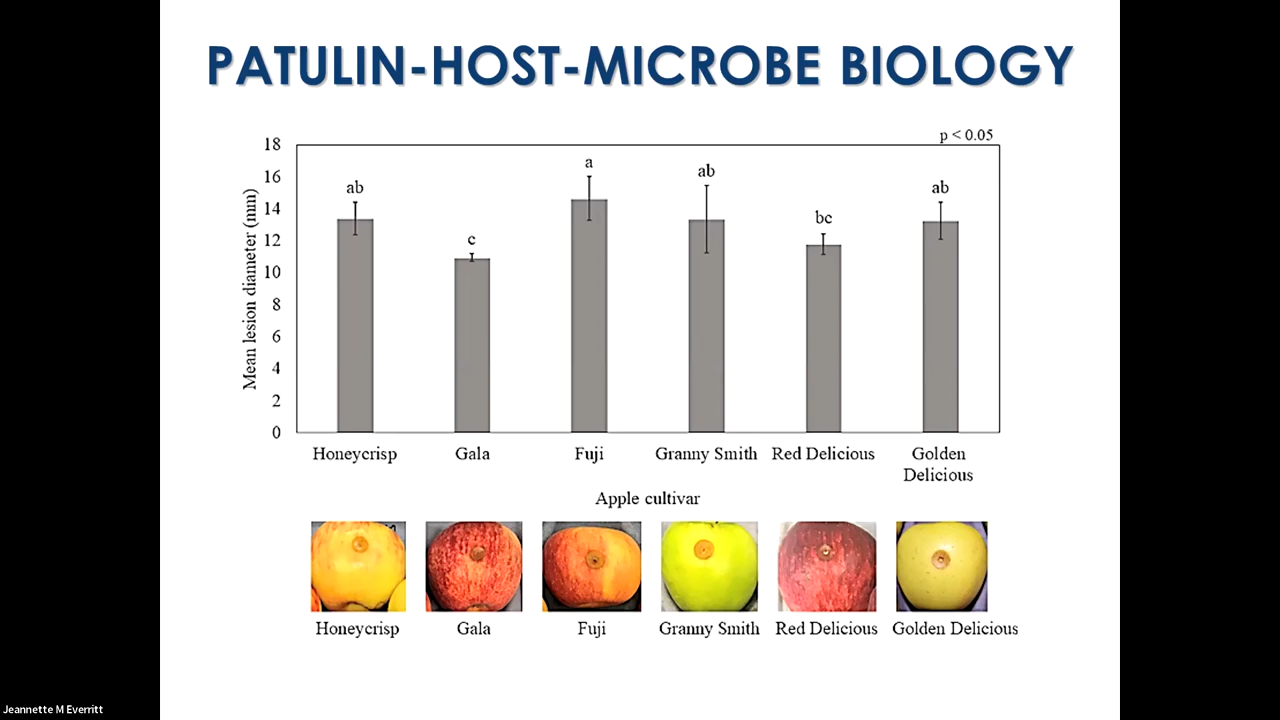 PATULIN-HOST-MICROBE BIOLOGY
p < 0.05
18
16
14
12
10
8
6
4
2
0
Mean lesion diameter (mm)
ab
c
a
ab
bc
ab
Honeycrisp
Gala
Fuji
Granny Smith
Red Delicious
Golden
Delicious
Apple cultivar
Honeycrisp
Gala
Fuji
Granny Smith
Red Delicious
Golden Delicious
Jeannette M Everritt